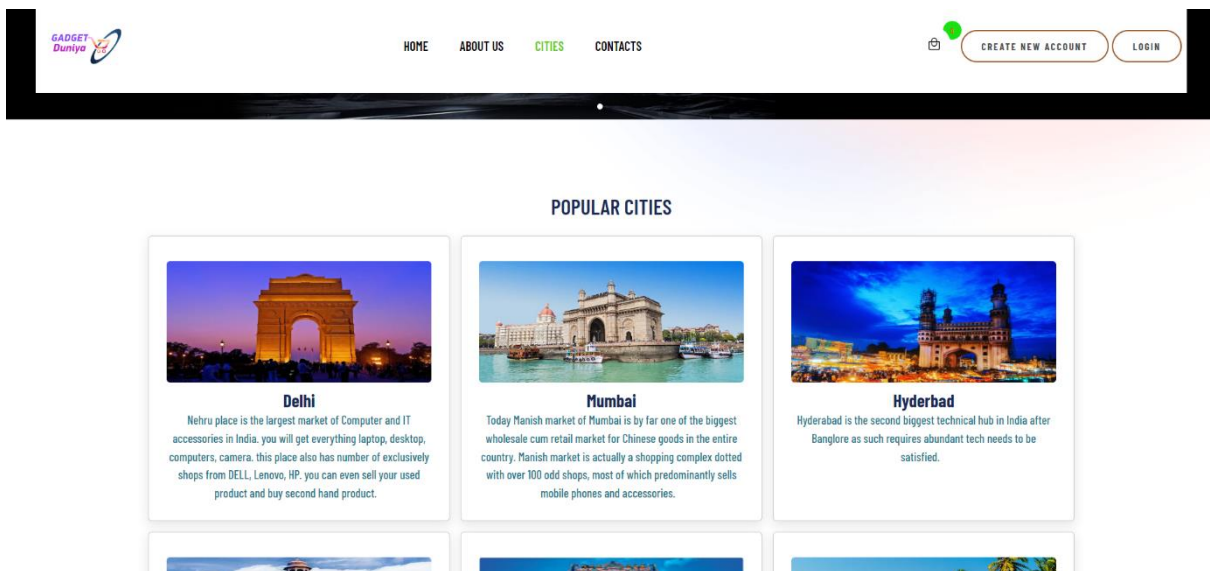 GADGET
Duniya
HOME ABOUT US CITIES CONTACTS
CREATE NEW ACCOUNT LOGIN
POPULAR CITIES
Delhi
Nehru place is the largest market of Computer and IT
accessories in India. you will get everything laptop, desktop,
computers, camera. this place also has number of exclusively
shops from DELL, Lenovo, HP. you can even sell your used
product and buy second hand product.
Mumbai
Today Manish market of Mumbai is by far one of the biggest
wholesale cum retail market for Chinese goods in the entire
country. Manish market is actually a shopping complex dotted
with over 100 odd shops, most of which predominantly sells
mobile phones and accessories.
Hyderbad
Hyderabad is the second biggest technical hub in India after
Banglore as such requires abundant tech needs to be
satisfied.